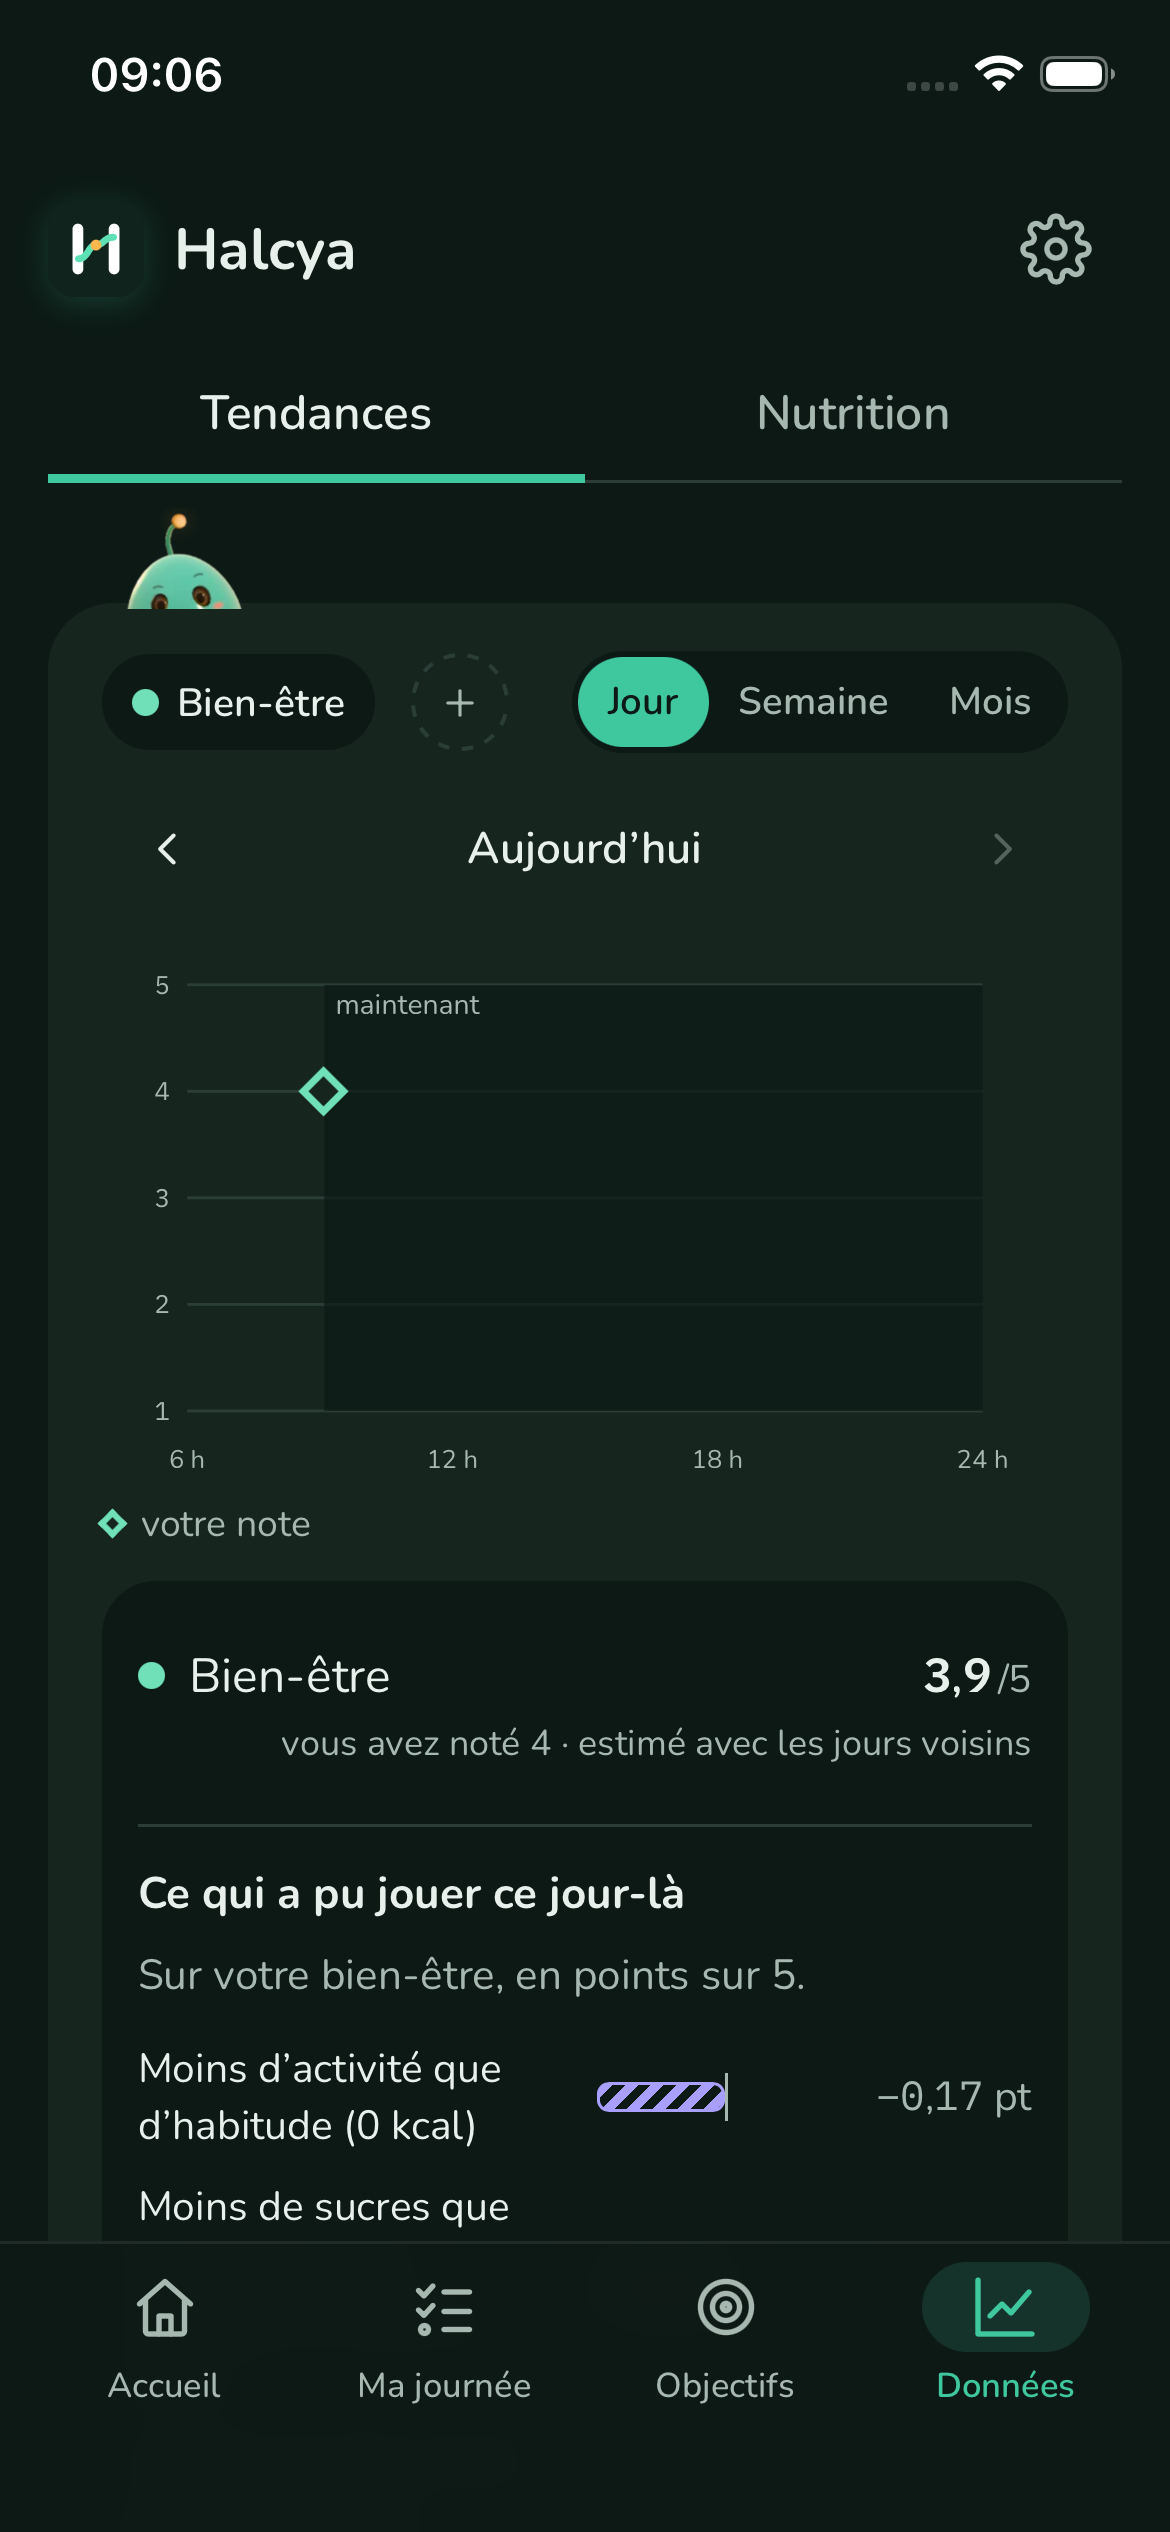 09:06
Halcya
Tendances
Nutrition
Bien-être
+
Jour
Semaine
Mois
Aujourd’hui
5
maintenant
4
3
2
1
6 h
12 h
18 h
24 h
votre note
Bien-être
3,9/5
vous avez noté 4 · estimé avec les jours voisins
Ce qui a pu jouer ce jour-là
Sur votre bien-être, en points sur 5.
Moins d’activité que
d’habitude (0 kcal)
−0,17 pt
Moins de sucres que
Accueil
Ma journée
Objectifs
Données